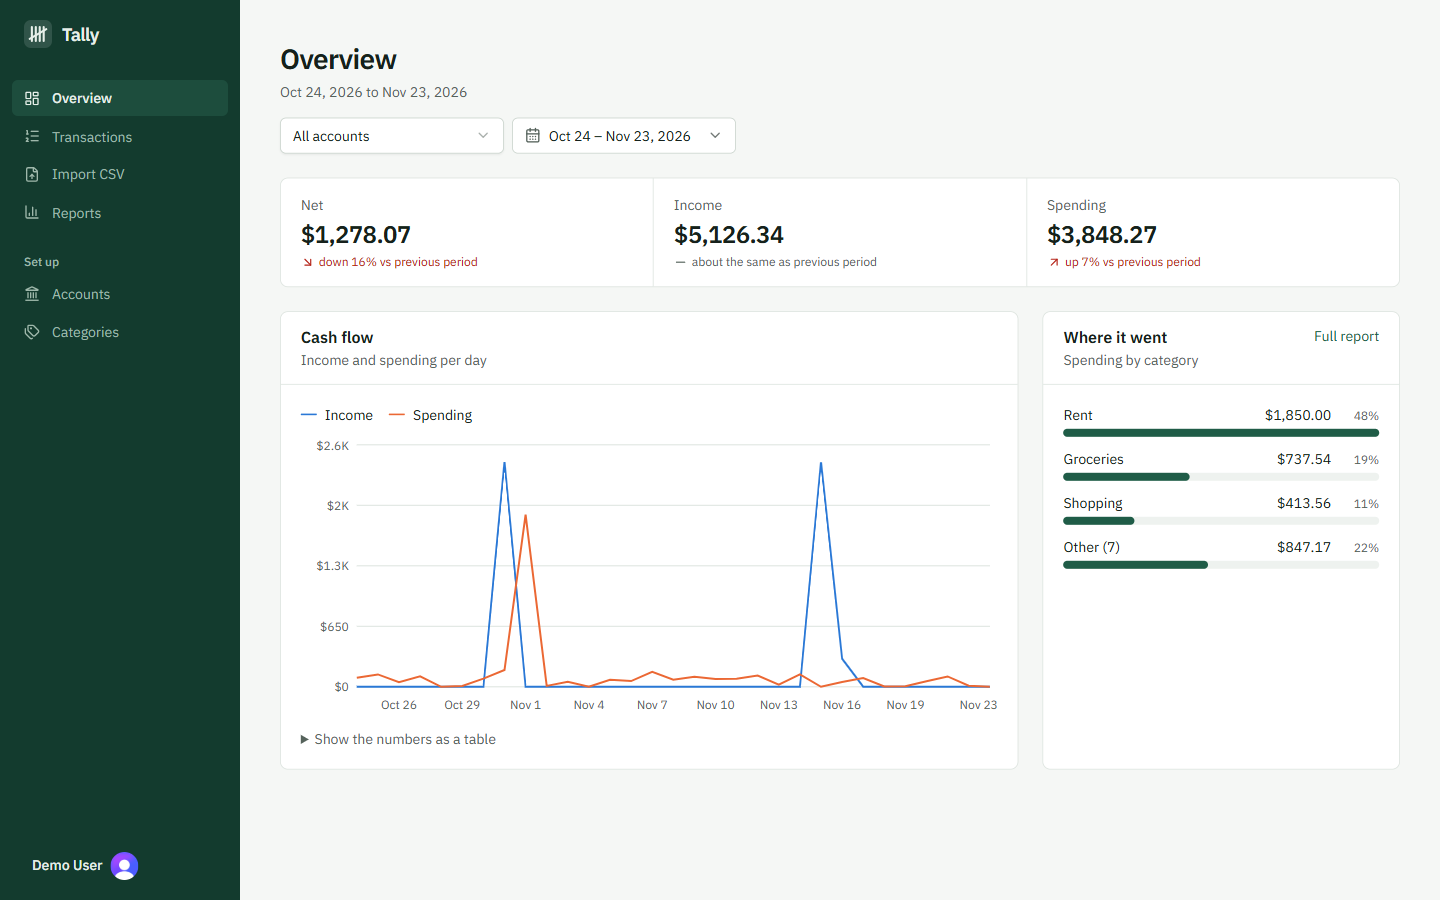 Tally
Overview
Transactions
Import CSV
Reports
Set up
Accounts
Categories
Demo User
Overview
Oct 24, 2026 to Nov 23, 2026
All accounts
Oct 24 – Nov 23, 2026
Net
$1,278.07
down 16% vs previous period
Income
$5,126.34
about the same as previous period
Spending
$3,848.27
up 7% vs previous period
Cash flow
Income and spending per day
Income Spending
$2.6K
$2K
$1.3K
$650
$0
Oct 26 Oct 29 Nov 1 Nov 4 Nov 7 Nov 10 Nov 13 Nov 16 Nov 19 Nov 23
Show the numbers as a table
Where it went Full report
Spending by category
Rent $1,850.00 48%
Groceries $737.54 19%
Shopping $413.56 11%
Other (7) $847.17 22%